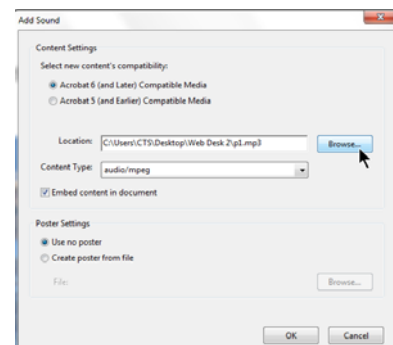 Add Sound
Content Settings
Select new content's compatibility:
Acrobat 6 (and Later) Compatible Media
Acrobat 5 (and Earlier) Compatible Media
Location: C:\Users\CTS\Desktop\Web Desk 2\p1.mp3 Browse...
Content Type: audio/mpeg
Embed content in document
Poster Settings
Use no poster
Create poster from file
File: Browse...
OK Cancel